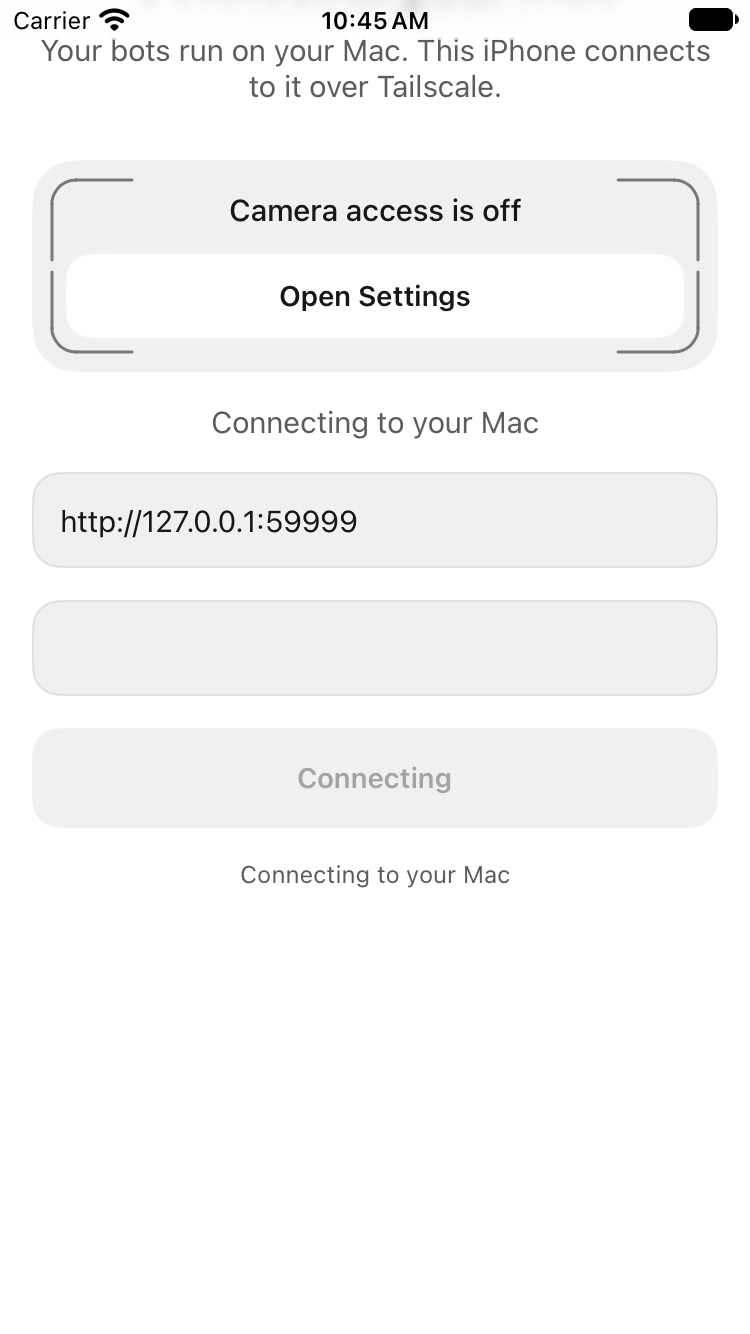 Carrier 10:45 AM
Your bots run on your Mac. This iPhone connects
to it over Tailscale.
Camera access is off
Open Settings
Connecting to your Mac
http://127.0.0.1:59999
Connecting
Connecting to your Mac